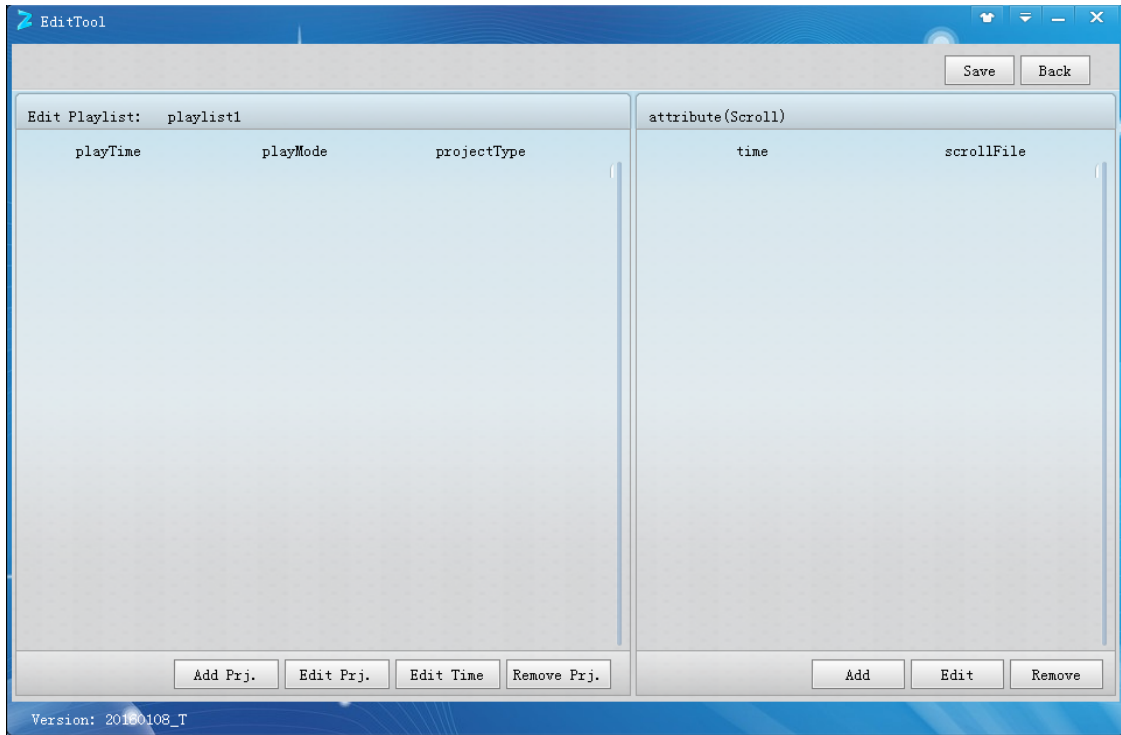 EditTool
Save Back
Edit Playlist: playlist1
attribute(Scroll)
playTime playMode projectType
time scrollFile
Add Prj. Edit Prj. Edit Time Remove Prj.
Add Edit Remove
Version: 20160108_T